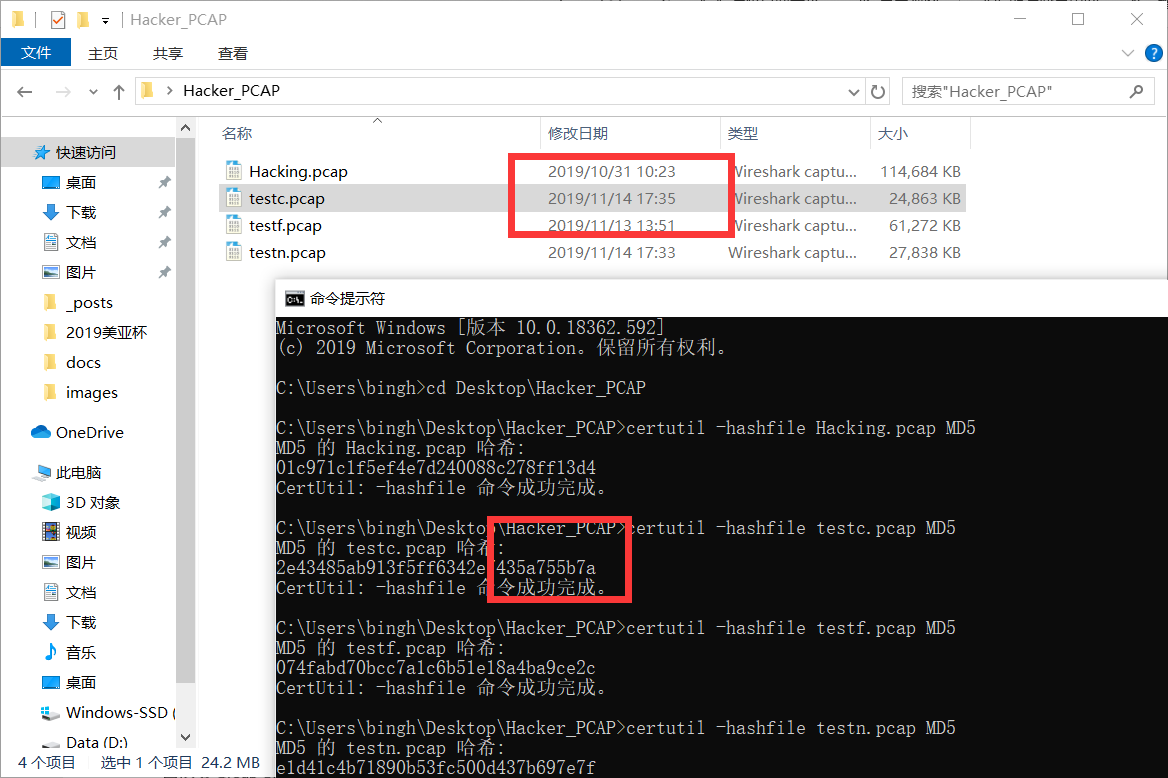 Hacker_PCAP
文件 主页 共享 查看
Hacker_PCAP 搜索"Hacker_PCAP"
名称 修改日期 类型 大小
Hacking.pcap 2019/10/31 10:23 Wireshark captu... 114,684 KB
testc.pcap 2019/11/14 17:35 Wireshark captu... 24,863 KB
testf.pcap 2019/11/13 13:51 Wireshark captu... 61,272 KB
testn.pcap 2019/11/14 17:33 Wireshark captu... 27,838 KB
快速访问
桌面
下载
文档
图片
_posts
2019美亚杯
docs
images
OneDrive
此电脑
3D 对象
视频
图片
文档
下载
音乐
桌面
Windows-SSD (
Data (D:)
4 个项目 选中 1 个项目 24.2 MB
命令提示符
Microsoft Windows [版本 10.0.18362.592]
(c) 2019 Microsoft Corporation。保留所有权利。
C:\Users\bingh>cd Desktop\Hacker_PCAP
C:\Users\bingh\Desktop\Hacker_PCAP>certutil -hashfile Hacking.pcap MD5
MD5 的 Hacking.pcap 哈希:
01c971c1f5ef4e7d240088c278ff13d4
CertUtil: -hashfile 命令成功完成。
C:\Users\bingh\Desktop\Hacker_PCAP>certutil -hashfile testc.pcap MD5
MD5 的 testc.pcap 哈希:
2e43485ab913f5ff6342e7435a755b7a
CertUtil: -hashfile 命令成功完成。
C:\Users\bingh\Desktop\Hacker_PCAP>certutil -hashfile testf.pcap MD5
MD5 的 testf.pcap 哈希:
074fabd70bcc7a1c6b51e18a4ba9ce2c
CertUtil: -hashfile 命令成功完成。
C:\Users\bingh\Desktop\Hacker_PCAP>certutil -hashfile testn.pcap MD5
MD5 的 testn.pcap 哈希:
e1d41c4b71890b53fc500d437b697e7f